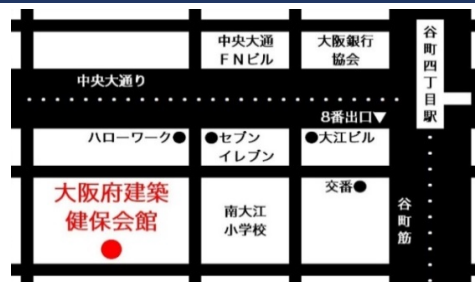 中央大通
FNビル
大阪銀行
協会
谷町四丁目駅
中央大通り
8番出口▼
ハローワーク●
●セブン
イレブン
●大江ビル
大阪府建築
健保会館
●
南大江
小学校
交番●
谷町筋